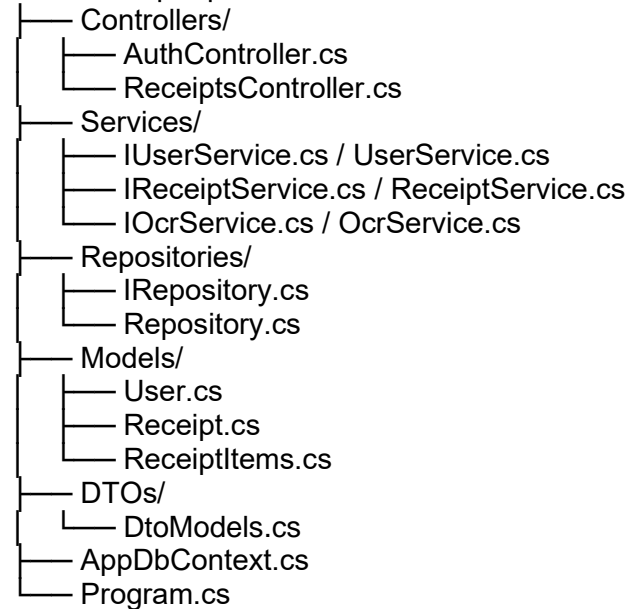 ├── Controllers/
│   ├── AuthController.cs
│   └── ReceiptsController.cs
├── Services/
│   ├── IUserService.cs / UserService.cs
│   ├── IReceiptService.cs / ReceiptService.cs
│   └── IOcrService.cs / OcrService.cs
├── Repositories/
│   ├── IRepository.cs
│   └── Repository.cs
├── Models/
│   ├── User.cs
│   ├── Receipt.cs
│   └── ReceiptItems.cs
├── DTOs/
│   └── DtoModels.cs
├── AppDbContext.cs
└── Program.cs